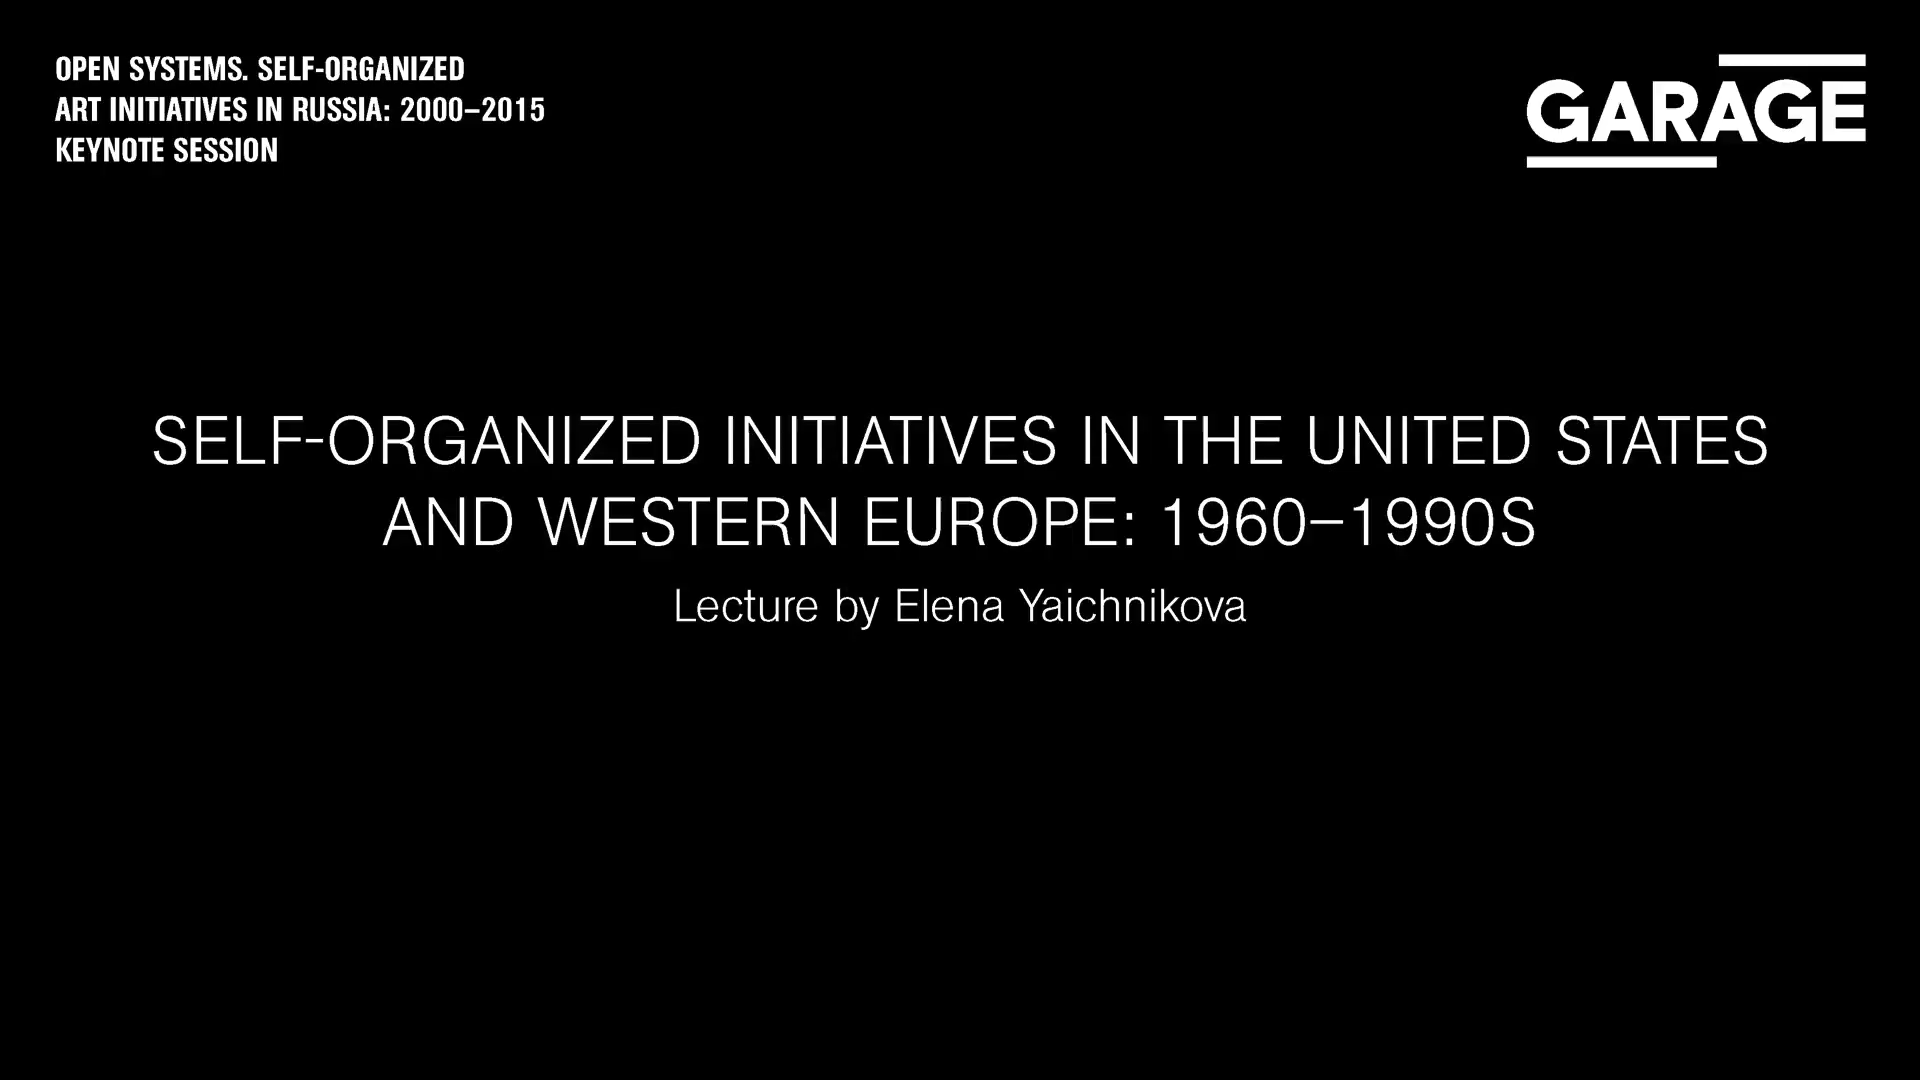 OPEN SYSTEMS. SELF-ORGANIZED
ART INITIATIVES IN RUSSIA: 2000–2015
KEYNOTE SESSION
GARAGE
SELF-ORGANIZED INITIATIVES IN THE UNITED STATES
AND WESTERN EUROPE: 1960–1990S
Lecture by Elena Yaichnikova